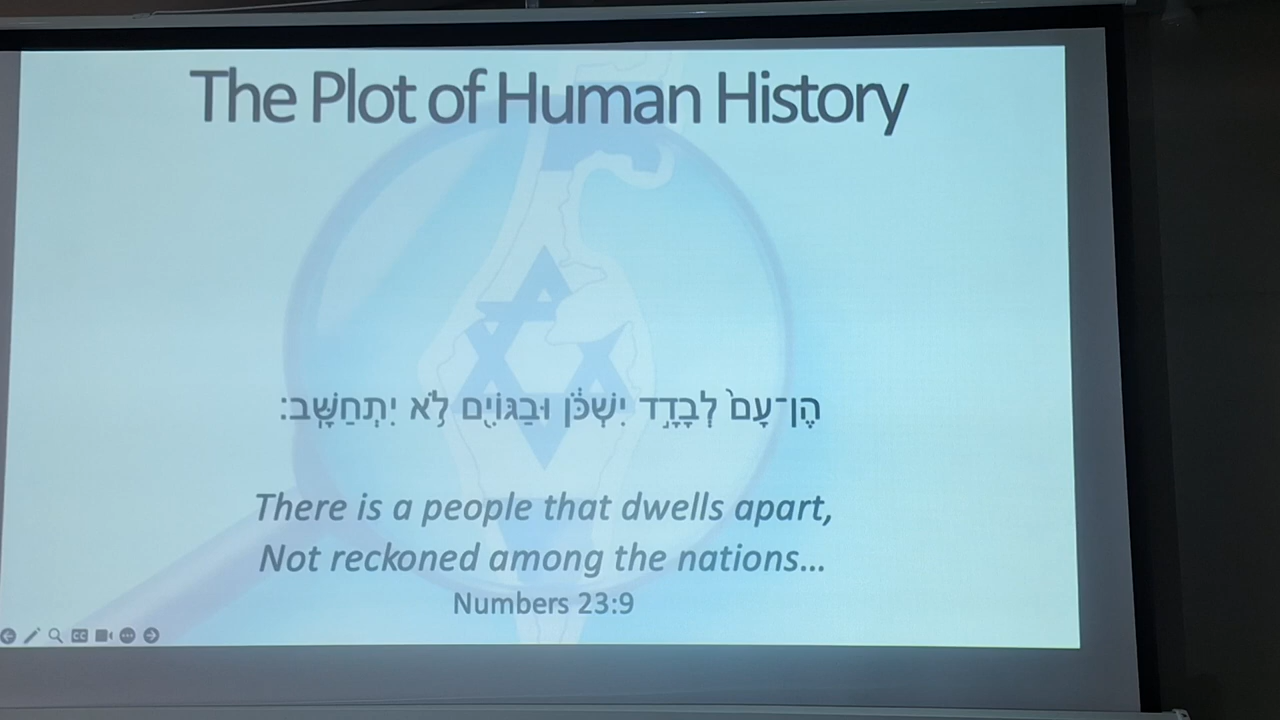 The Plot of Human History
הֶן־עָם֙ לְבָדָ֣ד יִשְׁכֹּ֔ן וּבַגּוֹיִ֖ם לֹ֥א יִתְחַשָּֽׁב׃
There is a people that dwells apart,
Not reckoned among the nations...
Numbers 23:9
CC